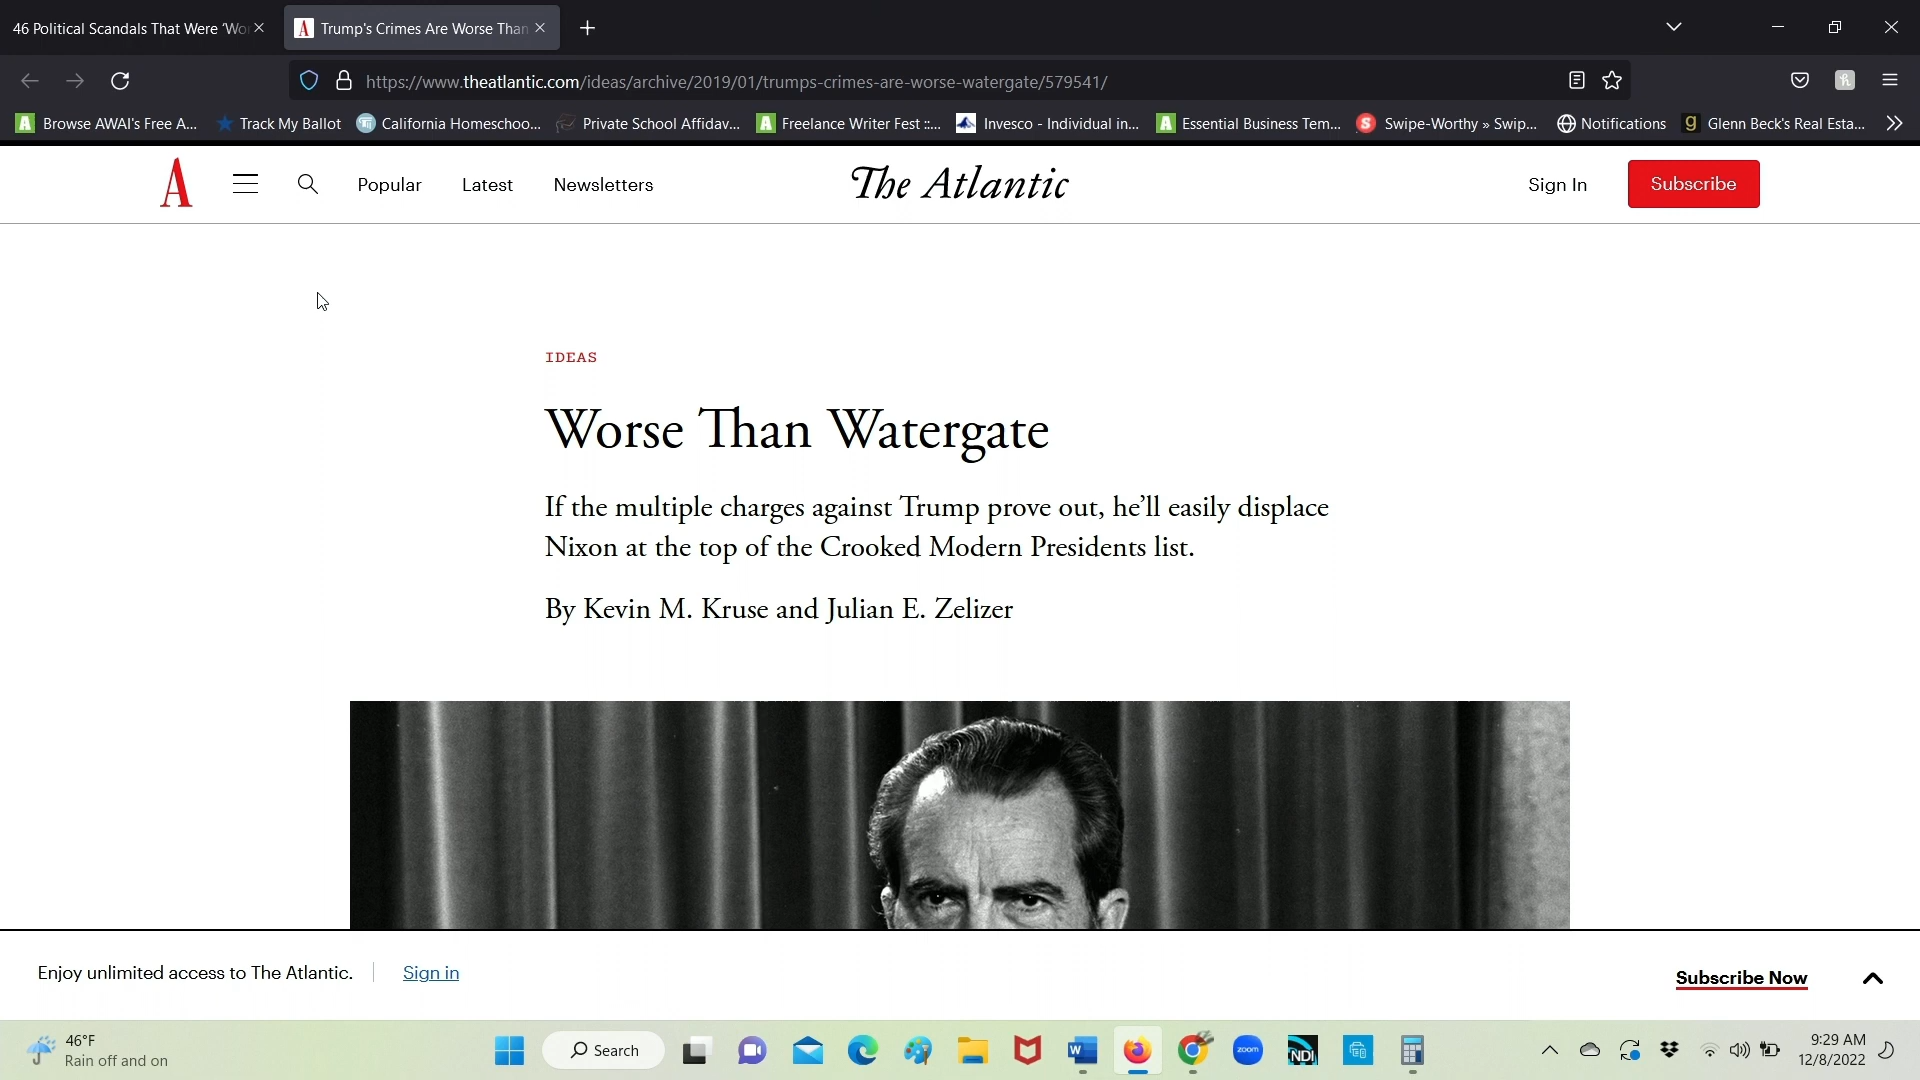 46 Political Scandals That Were ‘Wo
Trump's Crimes Are Worse Than
https://www.theatlantic.com/ideas/archive/2019/01/trumps-crimes-are-worse-watergate/579541/
Browse AWAI's Free A...
Track My Ballot
California Homeschoo...
Private School Affidav...
Freelance Writer Fest ::...
Invesco - Individual in...
Essential Business Tem...
Swipe-Worthy » Swip...
Notifications
Glenn Beck's Real Esta...
A
Popular
Latest
Newsletters
The Atlantic
Sign In
Subscribe
IDEAS
Worse Than Watergate
If the multiple charges against Trump prove out, he’ll easily displace
Nixon at the top of the Crooked Modern Presidents list.
By Kevin M. Kruse and Julian E. Zelizer
Enjoy unlimited access to The Atlantic.
Sign in
Subscribe Now
46°F
Rain off and on
Search
zoom
NDI
9:29 AM
12/8/2022